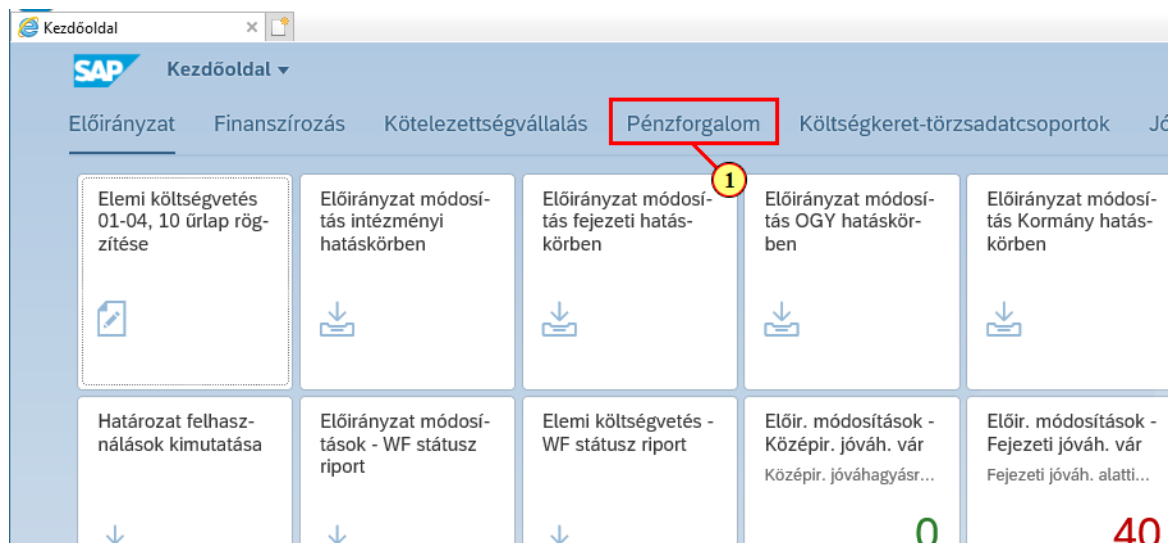 Kezdőoldal
SAP Kezdőoldal
Előirányzat Finanszírozás Kötelezettségvállalás Pénzforgalom Költségkeret-törzsadatcsoportok Jó
1
Elemi költségvetés
01-04, 10 űrlap rög-
zítése
Előirányzat módosí-
tás intézményi
hatáskörben
Előirányzat módosí-
tás fejezeti hatás-
körben
Előirányzat módosí-
tás OGY hatáskör-
ben
Előirányzat módosí-
tás Kormány hatás-
körben
Határozat felhasz-
nálások kimutatása
Előirányzat módosí-
tások - WF státusz
riport
Elemi költségvetés -
WF státusz riport
Előir. módosítások -
Középir. jóváh. vár
Középir. jóváhagyásr...
0
Előir. módosítások -
Fejezeti jóváh. vár
Fejezeti jóváh. alatti...
40